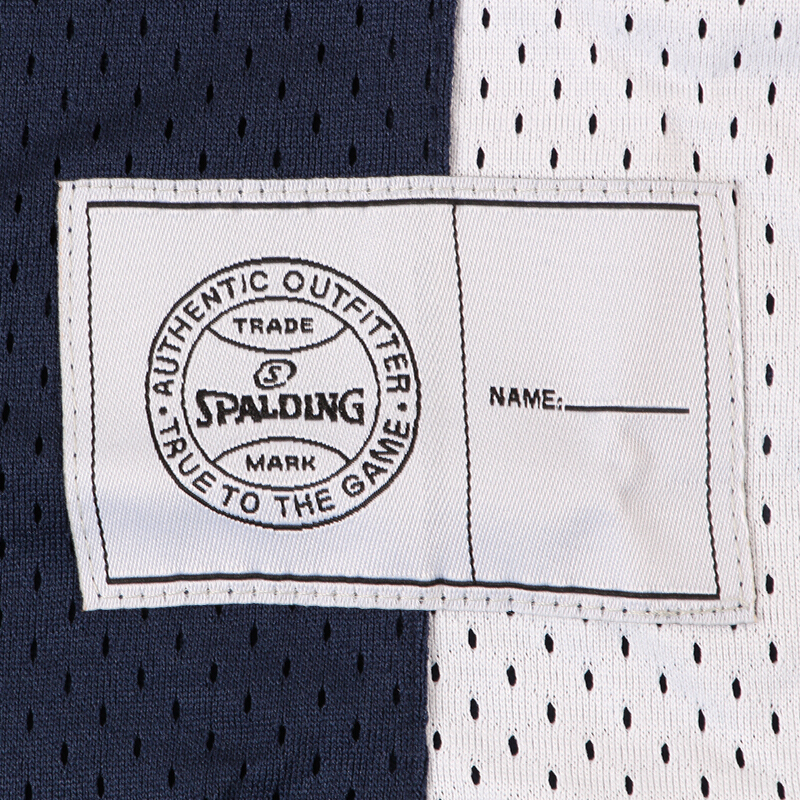 AUTHENTIC OUTFITTER
TRADE
S
SPALDING
MARK
• TRUE TO THE GAME •
NAME: